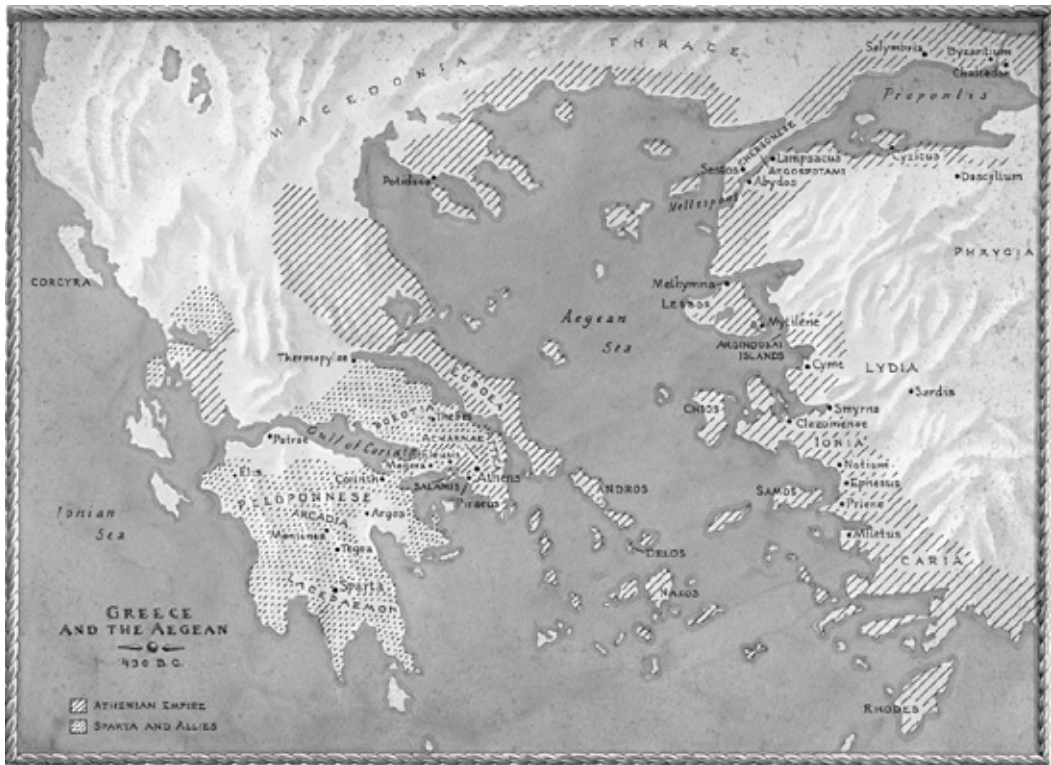 THRACE
MACEDONIA
Selymbria
Byzantium
Chalcedon
Propontis
CHERSONESE
Lampsacus
Cyzicus
Sestos
AEGOSPOTAMI
Dascylium
Abydos
Potidaea
Hellespont
PHRYGIA
CORCYRA
Methymna
LESBOS
Aegean
Sea
Mytilene
ARGINOUSAI
ISLANDS
Thermopylae
Cyme
LYDIA
EUBOEA
Sardis
BOEOTIA
Thebes
CHIOS
Smyrna
Clazomenae
Gulf of Corinth
ACHARNAE
IONIA
Patrae
Eleusis
Megara
Elis
Corinth
Athens
Notium
SALAMIS
Piraeus
ANDROS
SAMOS
Ephesus
PELOPONNESE
Priene
Ionian
Sea
ARCADIA
Argos
Mantinea
Miletus
Tegea
DELOS
CARIA
Sparta
LACEDAEMON
NAXOS
GREECE
AND THE AEGEAN
430 B.C.
ATHENIAN EMPIRE
SPARTA AND ALLIES
RHODES